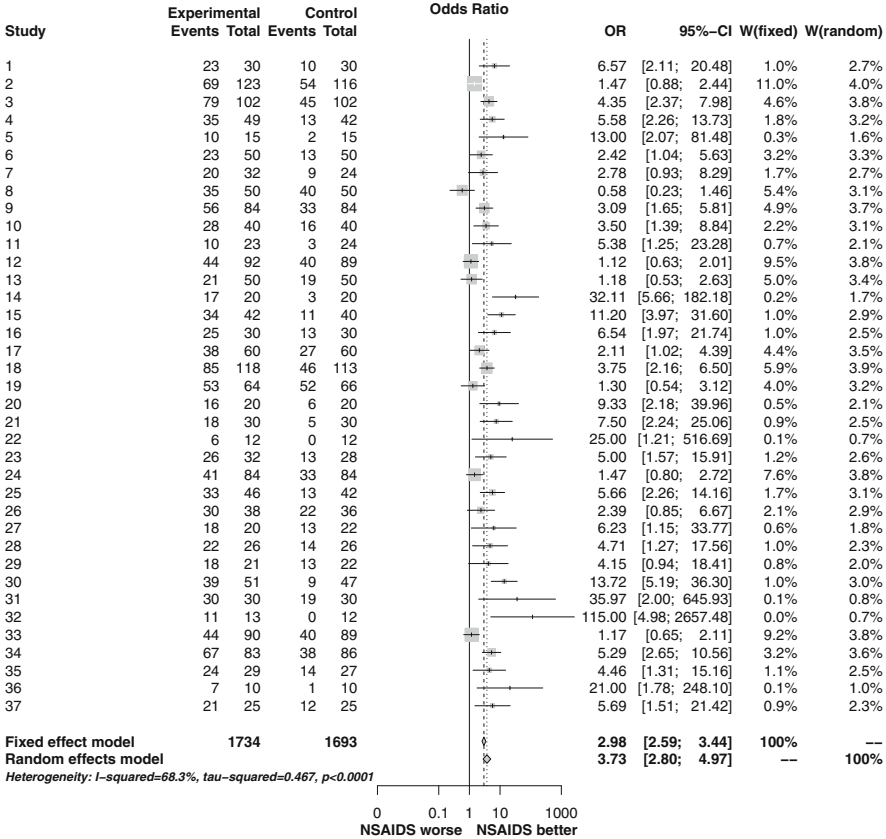 Experimental Control Odds Ratio
Study Events Total Events Total OR 95%−CI W(fixed) W(random)
1 23 30 10 30 6.57 [2.11; 20.48] 1.0% 2.7%
2 69 123 54 116 1.47 [0.88; 2.44] 11.0% 4.0%
3 79 102 45 102 4.35 [2.37; 7.98] 4.6% 3.8%
4 35 49 13 42 5.58 [2.26; 13.73] 1.8% 3.2%
5 10 15 2 15 13.00 [2.07; 81.48] 0.3% 1.6%
6 23 50 13 50 2.42 [1.04; 5.63] 3.2% 3.3%
7 20 32 9 24 2.78 [0.93; 8.29] 1.7% 2.7%
8 35 50 40 50 0.58 [0.23; 1.46] 5.4% 3.1%
9 56 84 33 84 3.09 [1.65; 5.81] 4.9% 3.7%
10 28 40 16 40 3.50 [1.39; 8.84] 2.2% 3.1%
11 10 23 3 24 5.38 [1.25; 23.28] 0.7% 2.1%
12 44 92 40 89 1.12 [0.63; 2.01] 9.5% 3.8%
13 21 50 19 50 1.18 [0.53; 2.63] 5.0% 3.4%
14 17 20 3 20 32.11 [5.66; 182.18] 0.2% 1.7%
15 34 42 11 40 11.20 [3.97; 31.60] 1.0% 2.9%
16 25 30 13 30 6.54 [1.97; 21.74] 1.0% 2.5%
17 38 60 27 60 2.11 [1.02; 4.39] 4.4% 3.5%
18 85 118 46 113 3.75 [2.16; 6.50] 5.9% 3.9%
19 53 64 52 66 1.30 [0.54; 3.12] 4.0% 3.2%
20 16 20 6 20 9.33 [2.18; 39.96] 0.5% 2.1%
21 18 30 5 30 7.50 [2.24; 25.06] 0.9% 2.5%
22 6 12 0 12 25.00 [1.21; 516.69] 0.1% 0.7%
23 26 32 13 28 5.00 [1.57; 15.91] 1.2% 2.6%
24 41 84 33 84 1.47 [0.80; 2.72] 7.6% 3.8%
25 33 46 13 42 5.66 [2.26; 14.16] 1.7% 3.1%
26 30 38 22 36 2.39 [0.85; 6.67] 2.1% 2.9%
27 18 20 13 22 6.23 [1.15; 33.77] 0.6% 1.8%
28 22 26 14 26 4.71 [1.27; 17.56] 1.0% 2.3%
29 18 21 13 22 4.15 [0.94; 18.41] 0.8% 2.0%
30 39 51 9 47 13.72 [5.19; 36.30] 1.0% 3.0%
31 30 30 19 30 35.97 [2.00; 645.93] 0.1% 0.8%
32 11 13 0 12 115.00 [4.98; 2657.48] 0.0% 0.7%
33 44 90 40 89 1.17 [0.65; 2.11] 9.2% 3.8%
34 67 83 38 86 5.29 [2.65; 10.56] 3.2% 3.6%
35 24 29 14 27 4.46 [1.31; 15.16] 1.1% 2.5%
36 7 10 1 10 21.00 [1.78; 248.10] 0.1% 1.0%
37 21 25 12 25 5.69 [1.51; 21.42] 0.9% 2.3%
Fixed effect model 1734 1693 2.98 [2.59; 3.44] 100% −−
Random effects model 3.73 [2.80; 4.97] −− 100%
Heterogeneity: I−squared=68.3%, tau−squared=0.467, p<0.0001
0 0.1 1 10 1000
NSAIDS worse NSAIDS better